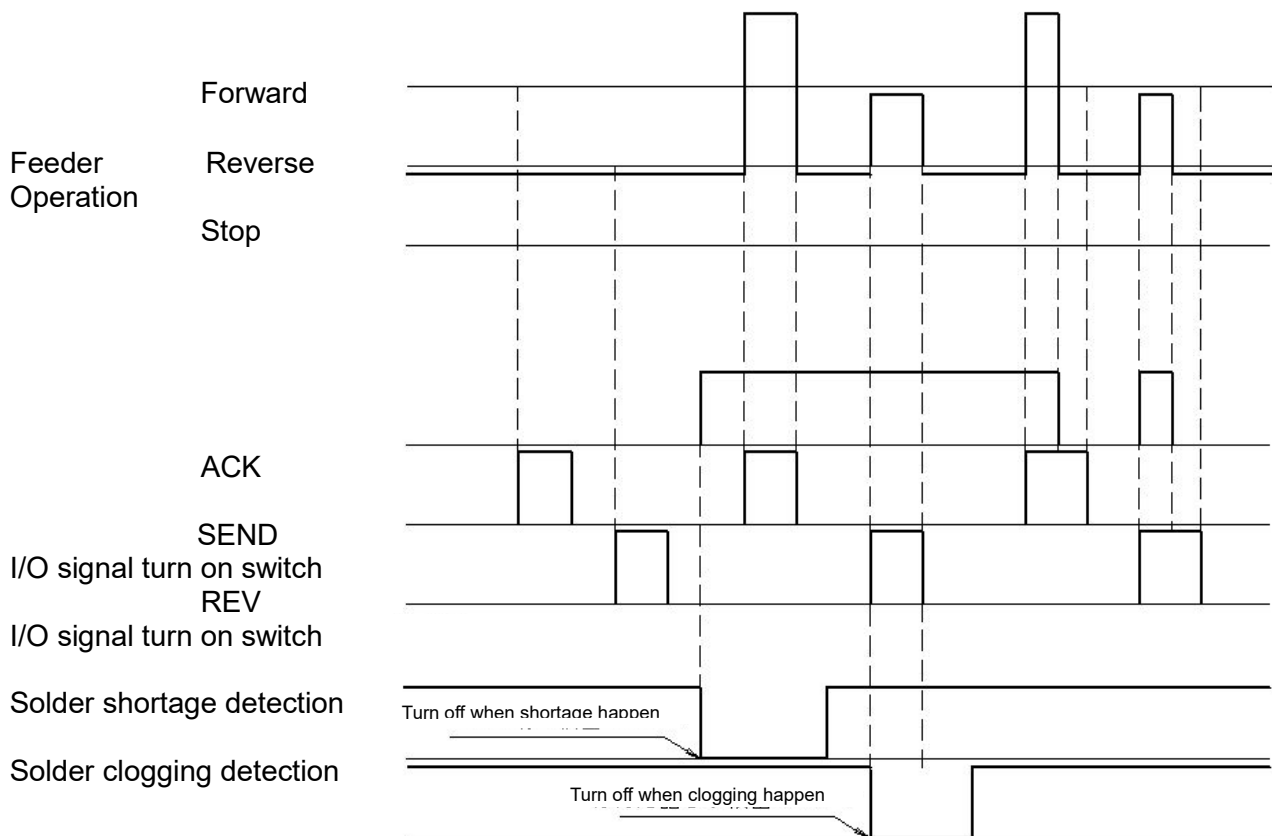 Forward
Feeder Reverse
Operation
Stop
ACK
SEND
I/O signal turn on switch
REV
I/O signal turn on switch
Solder shortage detection
Turn off when shortage happen
Solder clogging detection
Turn off when clogging happen